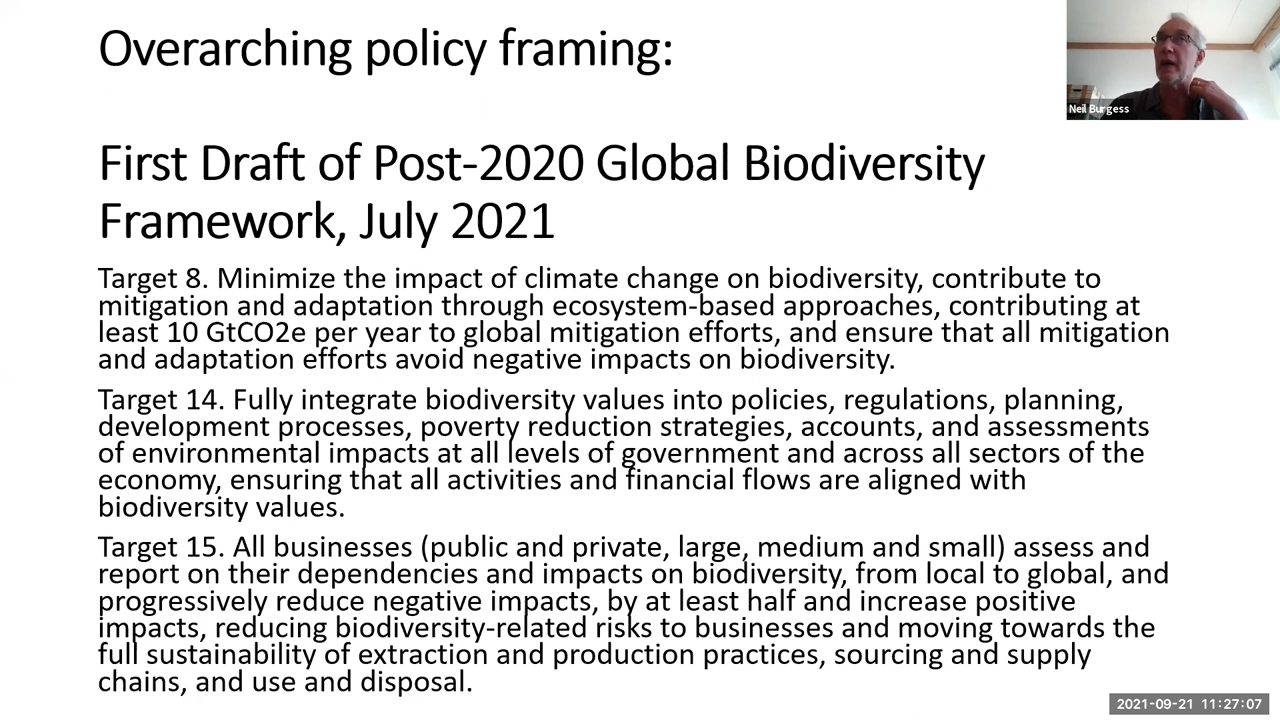 Overarching policy framing:
Neil Burgess
First Draft of Post-2020 Global Biodiversity
Framework, July 2021
Target 8. Minimize the impact of climate change on biodiversity, contribute to
mitigation and adaptation through ecosystem-based approaches, contributing at
least 10 GtCO2e per year to global mitigation efforts, and ensure that all mitigation
and adaptation efforts avoid negative impacts on biodiversity.
Target 14. Fully integrate biodiversity values into policies, regulations, planning,
development processes, poverty reduction strategies, accounts, and assessments
of environmental impacts at all levels of government and across all sectors of the
economy, ensuring that all activities and financial flows are aligned with
biodiversity values.
Target 15. All businesses (public and private, large, medium and small) assess and
report on their dependencies and impacts on biodiversity, from local to global, and
progressively reduce negative impacts, by at least half and increase positive
impacts, reducing biodiversity-related risks to businesses and moving towards the
full sustainability of extraction and production practices, sourcing and supply
chains, and use and disposal.
2021-09-21 11:27:07